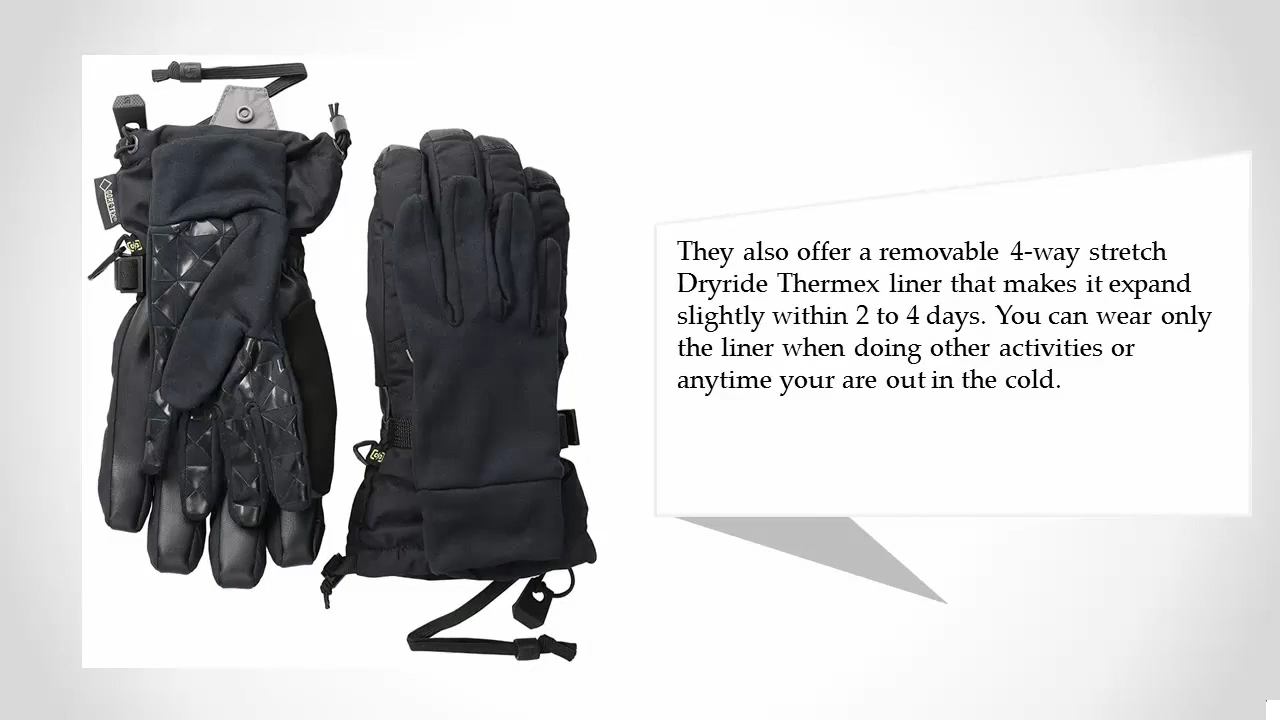 GORE-TEX
They also offer a removable 4-way stretch
Dryride Thermex liner that makes it expand
slightly within 2 to 4 days. You can wear only
the liner when doing other activities or
anytime your are out in the cold.